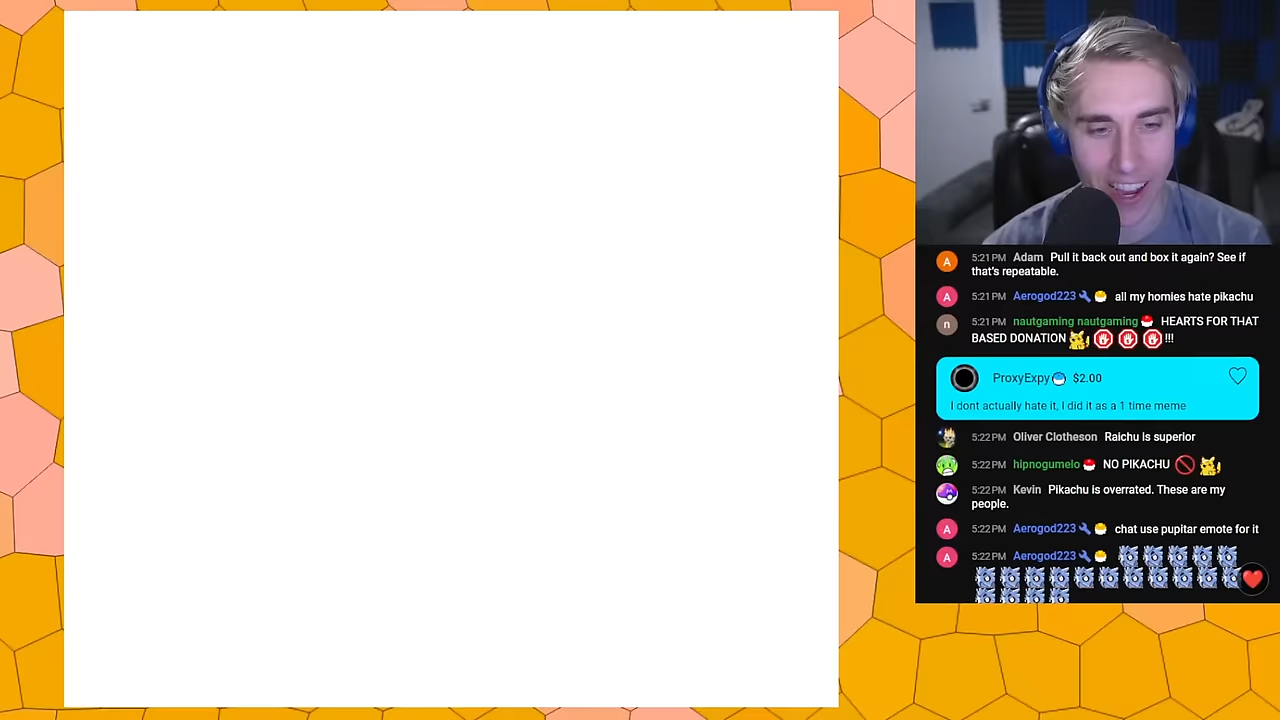 5:21 PM Adam Pull it back out and box it again? See if
that's repeatable.
A
5:21 PM Aerogod223 all my homies hate pikachu
A
5:21 PM nautgaming nautgaming HEARTS FOR THAT
BASED DONATION !!!
n
ProxyExpy $2.00
I dont actually hate it, I did it as a 1 time meme
5:22 PM Oliver Clotheson Raichu is superior
5:22 PM hipnogumelo NO PIKACHU
5:22 PM Kevin Pikachu is overrated. These are my
people.
5:22 PM Aerogod223 chat use pupitar emote for it
A
5:22 PM Aerogod223
A